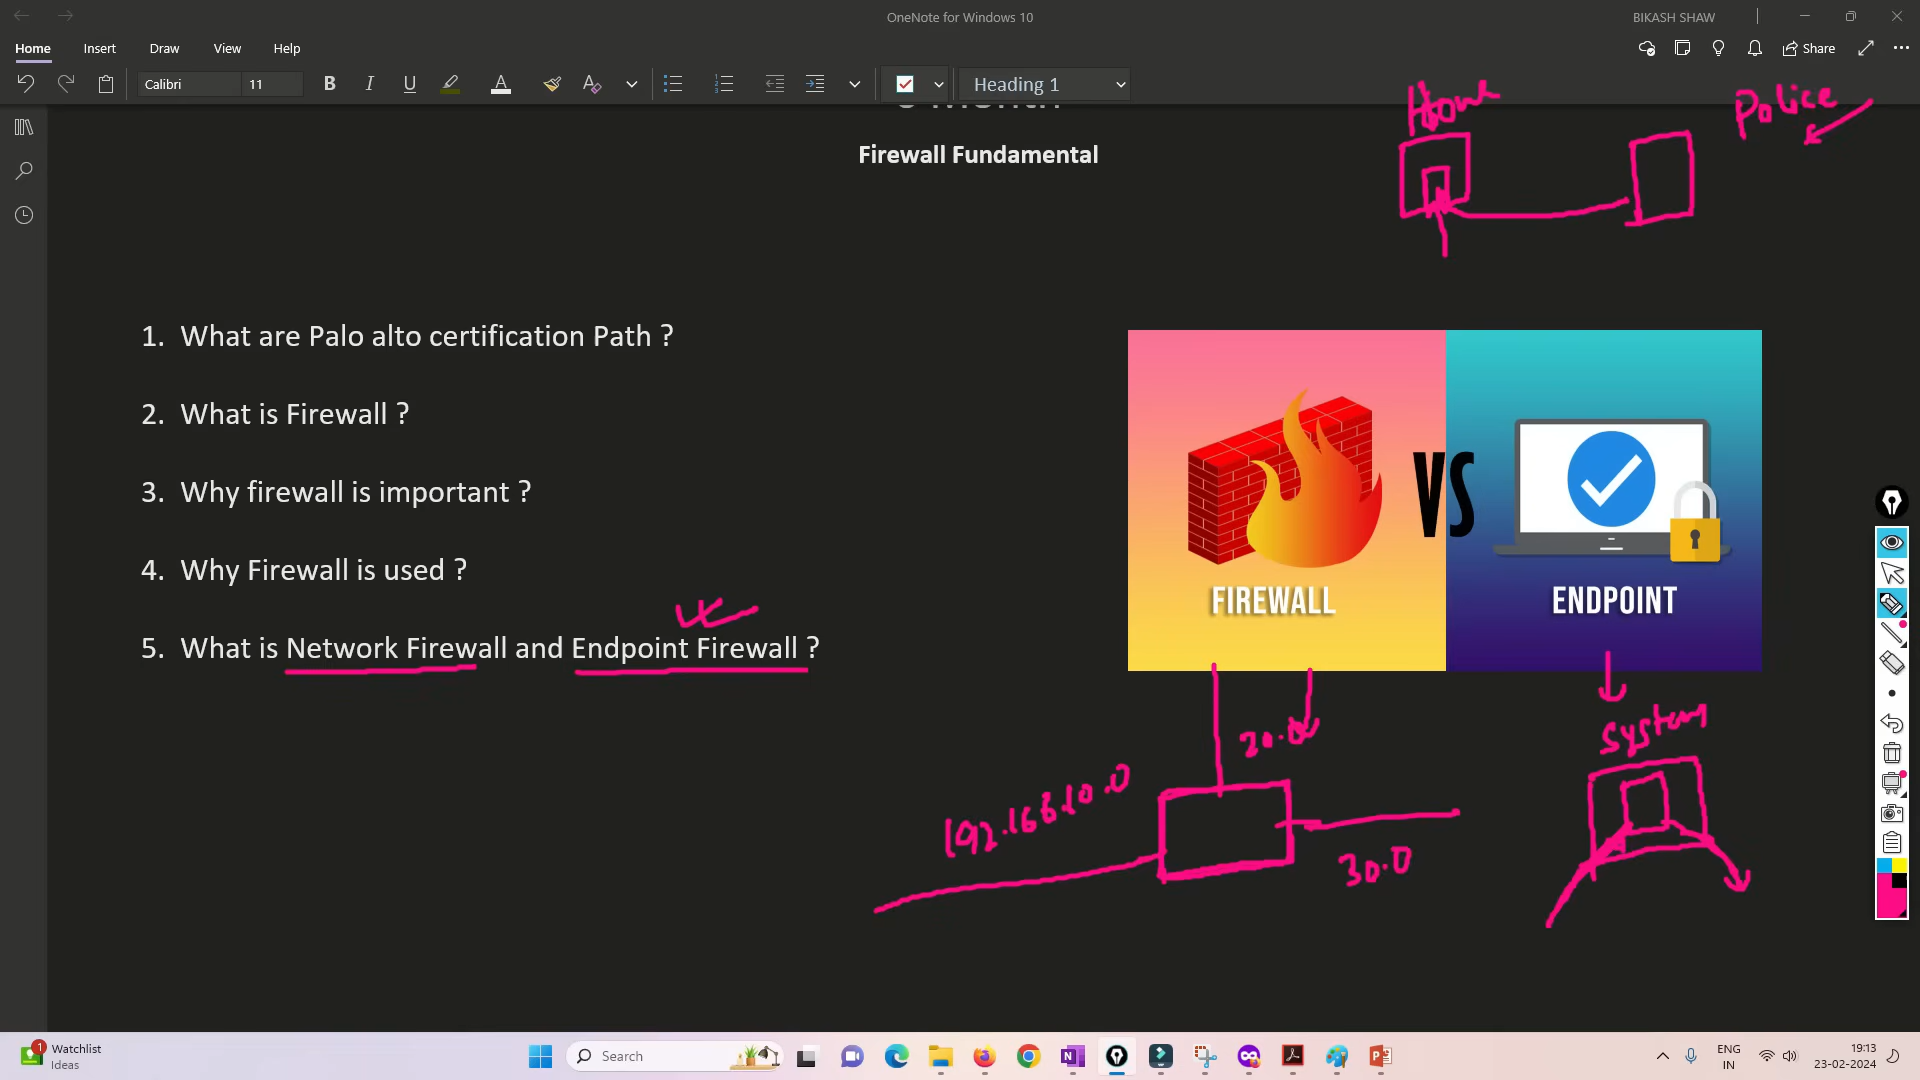 OneNote for Windows 10
BIKASH SHAW
Home Insert Draw View Help
Share
Calibri 11 B I U A Heading 1
Home
Police
Firewall Fundamental
1. What are Palo alto certification Path ?
2. What is Firewall ?
3. Why firewall is important ?
4. Why Firewall is used ?
5. What is Network Firewall and Endpoint Firewall ?
VS
FIREWALL
ENDPOINT
20.0
System
192.168.10.0
30.0
1 Watchlist
Ideas
Search
ENG
IN
19:13
23-02-2024